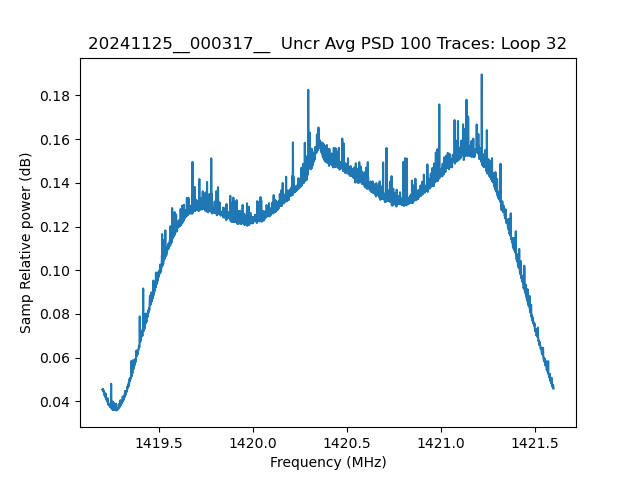 20241125__000317__  Uncr Avg PSD 100 Traces: Loop 32
Samp Relative power (dB)
0.18
0.16
0.14
0.12
0.10
0.08
0.06
0.04
1419.5 1420.0 1420.5 1421.0 1421.5
Frequency (MHz)